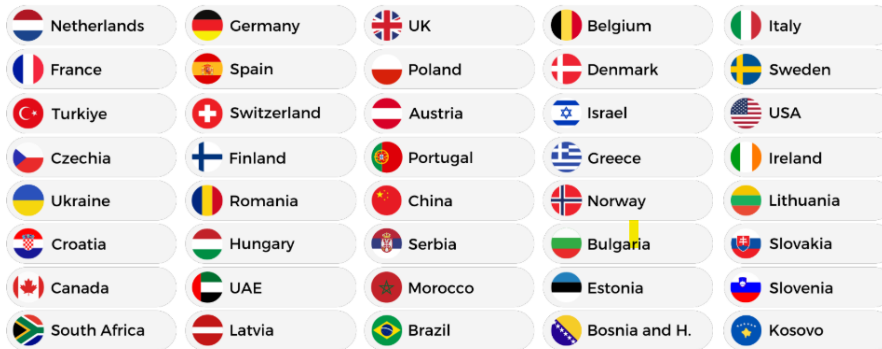 Netherlands Germany UK Belgium Italy
France Spain Poland Denmark Sweden
Turkiye Switzerland Austria Israel USA
Czechia Finland Portugal Greece Ireland
Ukraine Romania China Norway Lithuania
Croatia Hungary Serbia Bulgaria Slovakia
Canada UAE Morocco Estonia Slovenia
South Africa Latvia Brazil Bosnia and H. Kosovo